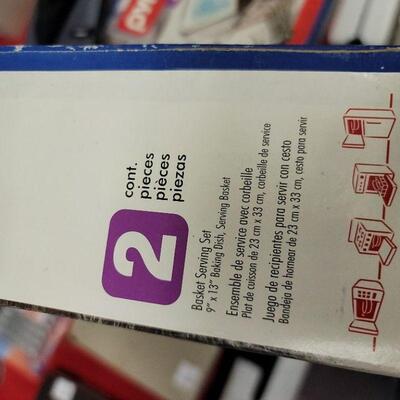 2
cont.
pieces
pièces
piezas
Basket Serving Set
9" x 13" Baking Dish, Serving Basket
Ensemble de service avec corbeille
Plat de cuisson de 23 cm x 33 cm, corbeille de service
Juego de recipientes para servir con cesto
Bandeja de hornear de 23 cm x 33 cm, cesto para servir